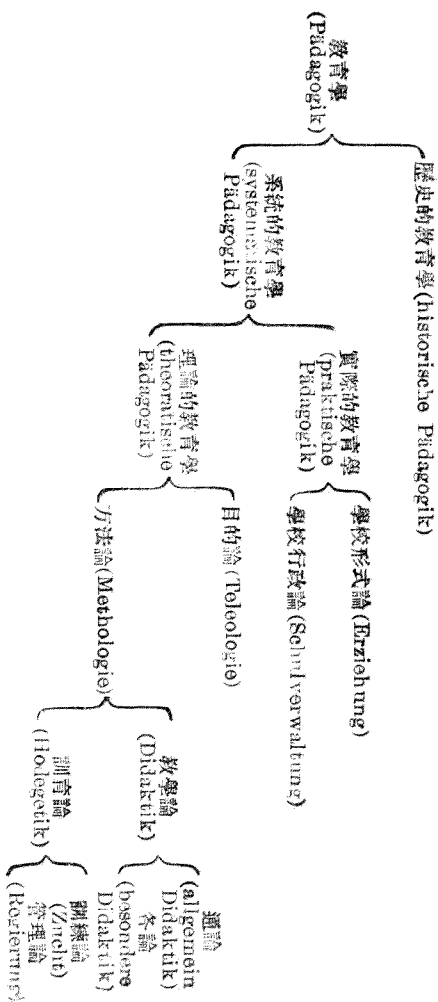 教育學
(Pädagogik)
歷史的教育學(historische Pädagogik)
系統的教育學
(systematische
Pädagogik)
實際的教育學
(praktische
Pädagogik)
學校形式論(Erziehung)
學校行政論(Schulverwaltung)
理論的教育學
(theoratische
Pädagogik)
目的論(Teleologie)
方法論(Methologie)
教學論
(Didaktik)
通論
(allgemein
Didaktik)
各論
(besondere
Didaktik)
訓育論
(Hodegetik)
訓練論
(Zucht)
管理論
(Regierung)